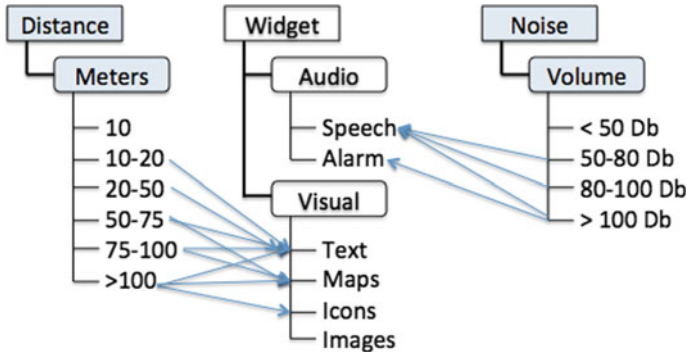 Distance
Meters
10
10-20
20-50
50-75
75-100
>100
Widget
Audio
Speech
Alarm
Visual
Text
Maps
Icons
Images
Noise
Volume
< 50 Db
50-80 Db
80-100 Db
> 100 Db